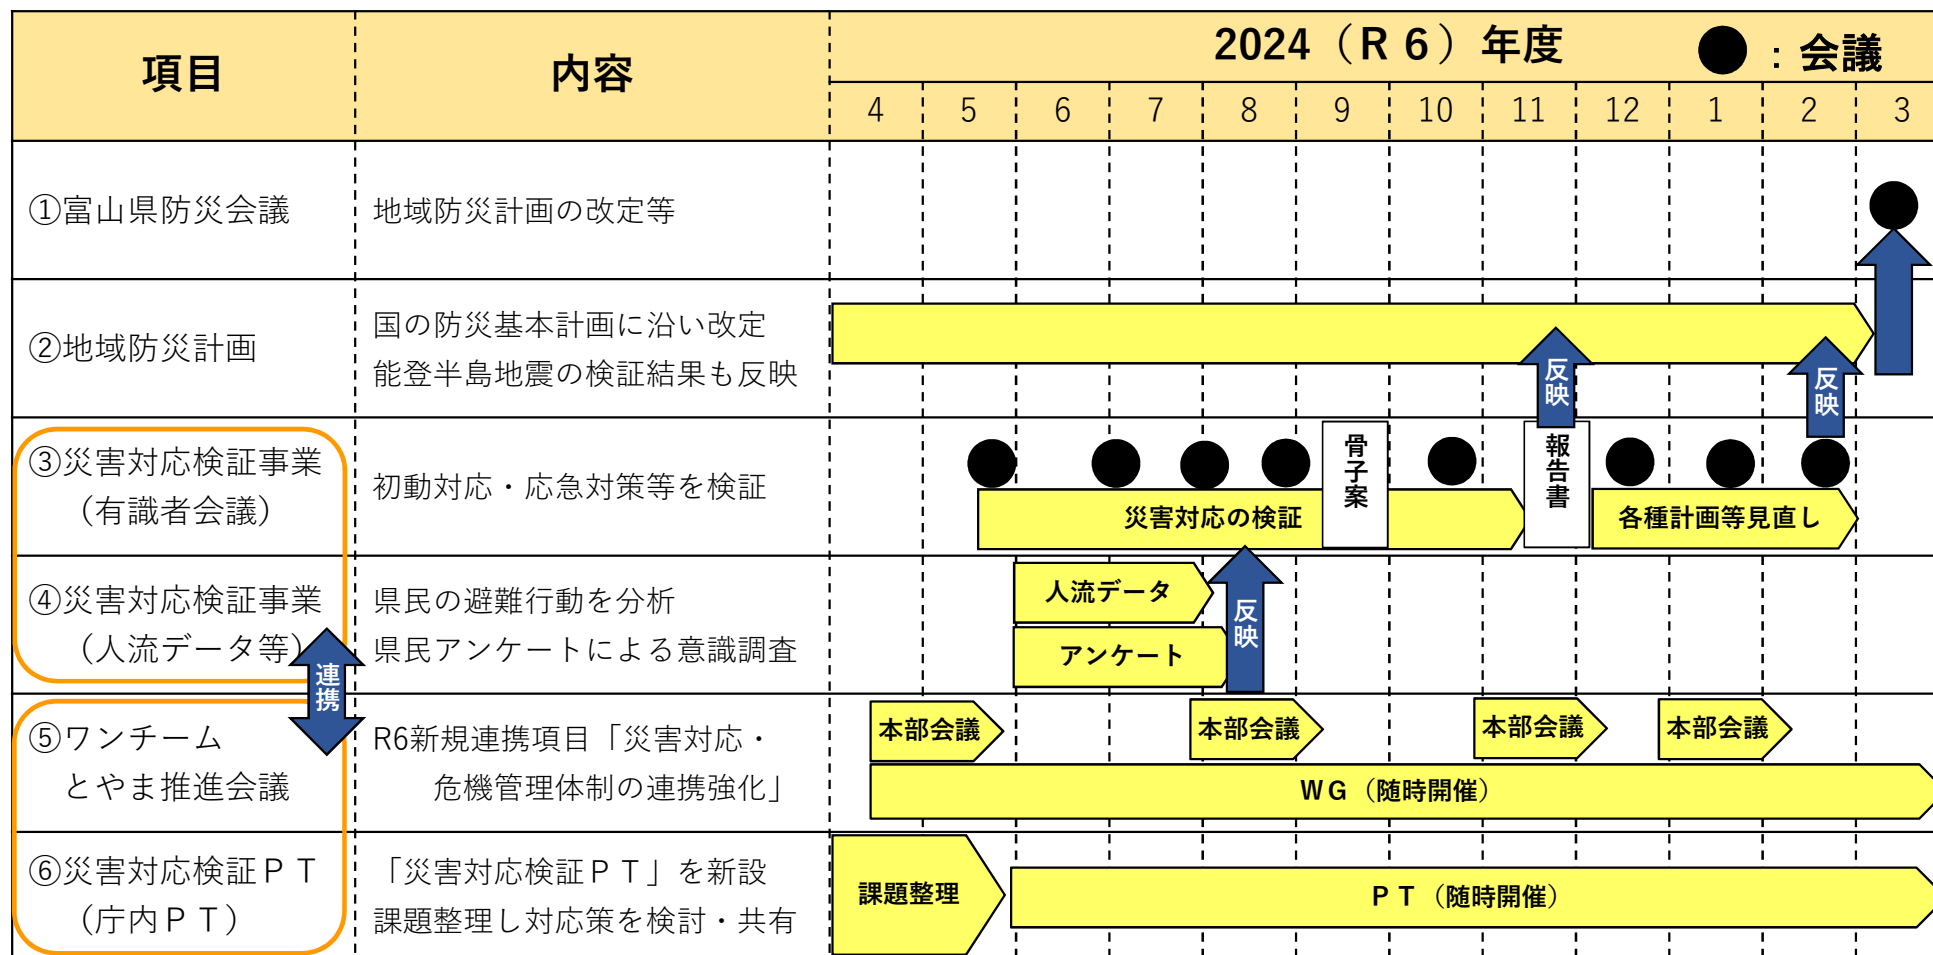 項目
内容
2024（R６）年度
●：会議
4 5 6 7 8 9 10 11 12 1 2 3
①富山県防災会議
地域防災計画の改定等
②地域防災計画
国の防災基本計画に沿い改定
能登半島地震の検証結果も反映
反映
反映
③災害対応検証事業
（有識者会議）
初動対応・応急対策等を検証
災害対応の検証
骨子案
報告書
各種計画等見直し
④災害対応検証事業
（人流データ等）
県民の避難行動を分析
県民アンケートによる意識調査
人流データ
アンケート
反映
連携
⑤ワンチーム
とやま推進会議
R6新規連携項目「災害対応・
危機管理体制の連携強化」
本部会議
本部会議
本部会議
本部会議
ＷＧ（随時開催）
⑥災害対応検証ＰＴ
（庁内ＰＴ）
「災害対応検証ＰＴ」を新設
課題整理し対応策を検討・共有
課題整理
ＰＴ（随時開催）